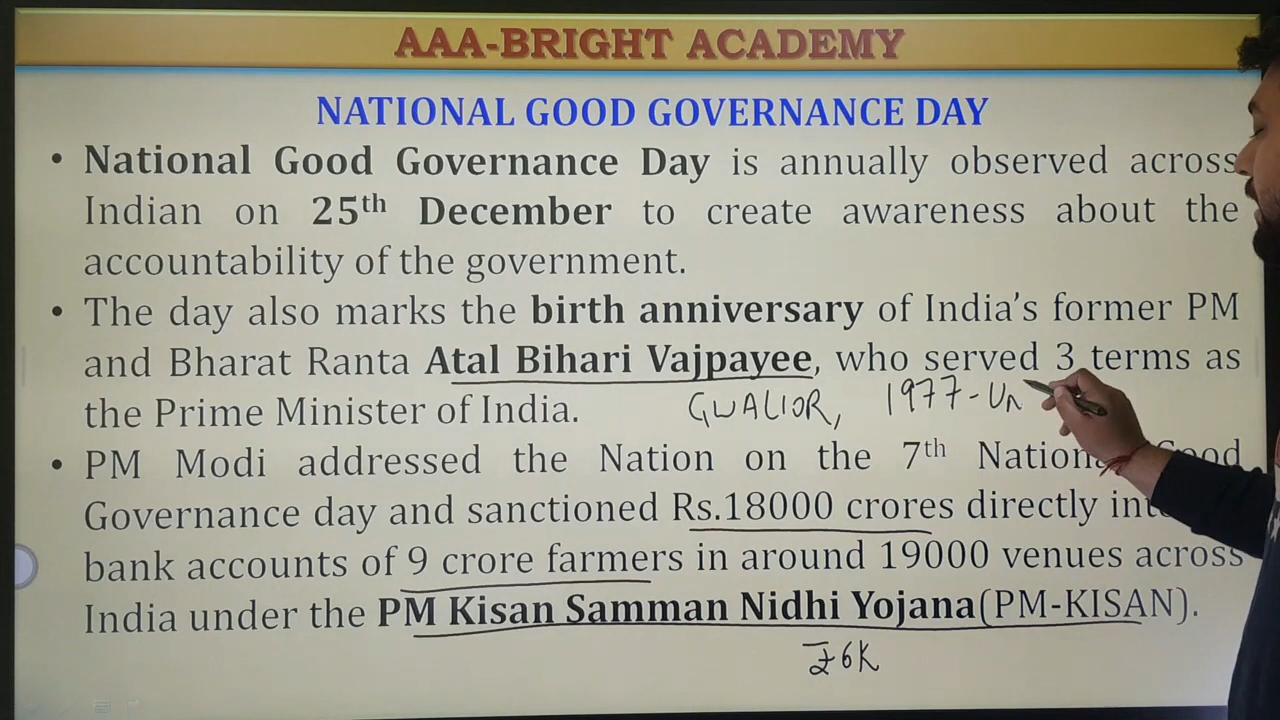 AAA-BRIGHT ACADEMY
NATIONAL GOOD GOVERNANCE DAY
• National Good Governance Day is annually observed across
Indian on 25th December to create awareness about the
accountability of the government.
• The day also marks the birth anniversary of India's former PM
and Bharat Ranta Atal Bihari Vajpayee, who served 3 terms as
the Prime Minister of India.
GWALIOR, 1977-Un
• PM Modi addressed the Nation on the 7th National Good
Governance day and sanctioned Rs.18000 crores directly
bank accounts of 9 crore farmers in around 19000 venues across
India under the PM Kisan Samman Nidhi Yojana(PM-KISAN).
₹6K